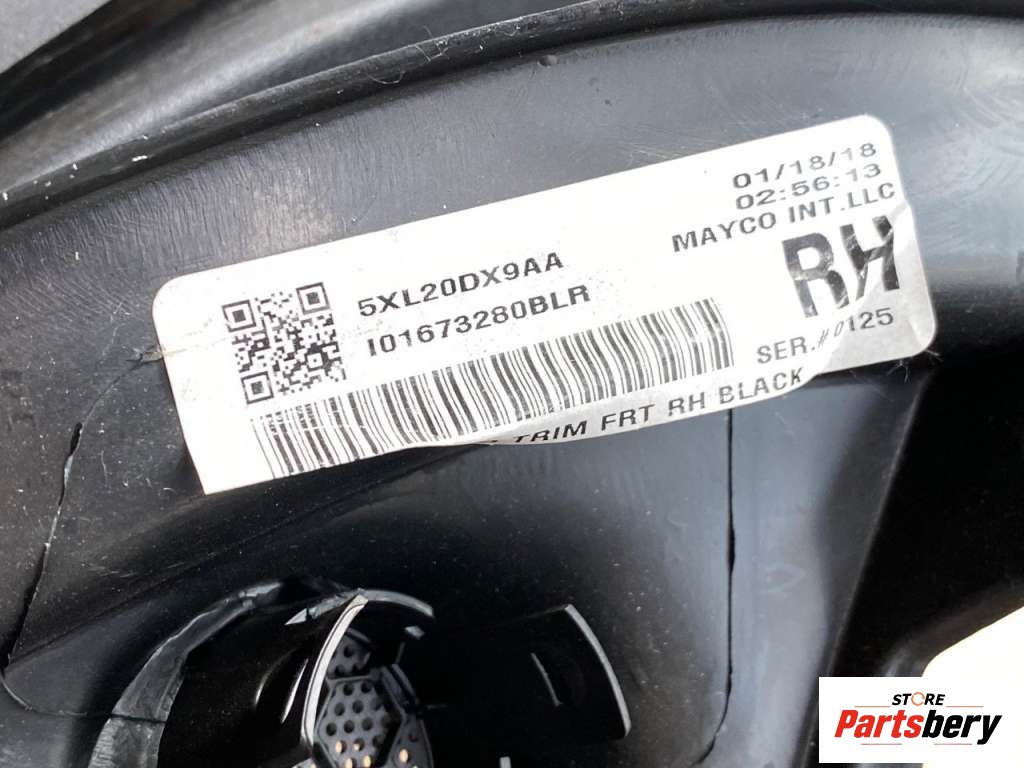 01/18/18
02:56:13
MAYCO INT.LLC
5XL20DX9AA
I01673280BLR
RH
SER.#0125
TRIM FRT RH BLACK
STORE
Partsbery